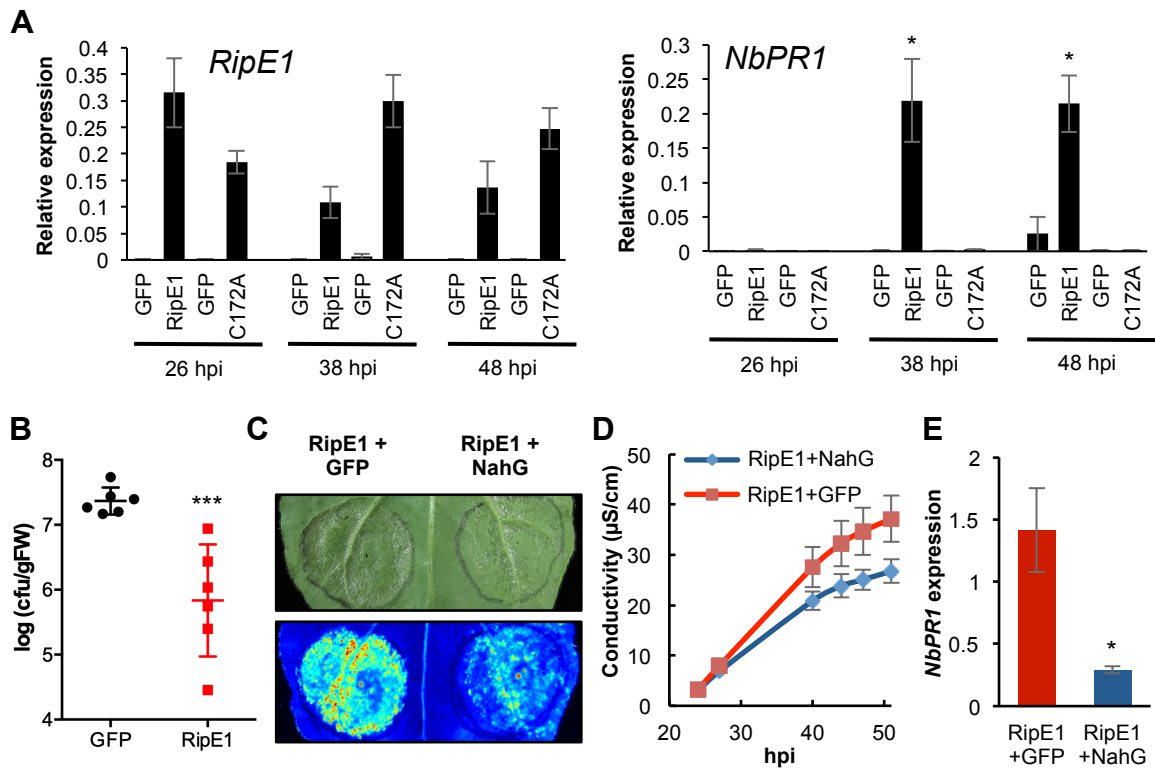 A
RipE1
Relative expression
0.4
0.35
0.3
0.25
0.2
0.15
0.1
0.05
0
GFP
RipE1
GFP
C172A
GFP
RipE1
GFP
C172A
GFP
RipE1
GFP
C172A
26 hpi
38 hpi
48 hpi
NbPR1
Relative expression
0.3
0.25
0.2
0.15
0.1
0.05
0
*
*
GFP
RipE1
GFP
C172A
GFP
RipE1
GFP
C172A
GFP
RipE1
GFP
C172A
26 hpi
38 hpi
48 hpi
B
log (cfu/gFW)
8
7
6
5
4
***
GFP
RipE1
C
RipE1 +
GFP
RipE1 +
NahG
D
Conductivity (µS/cm)
50
40
30
20
10
0
RipE1+NahG
RipE1+GFP
20
30
40
50
hpi
E
NbPR1 expression
2
1.5
1
0.5
0
*
RipE1
+GFP
RipE1
+NahG